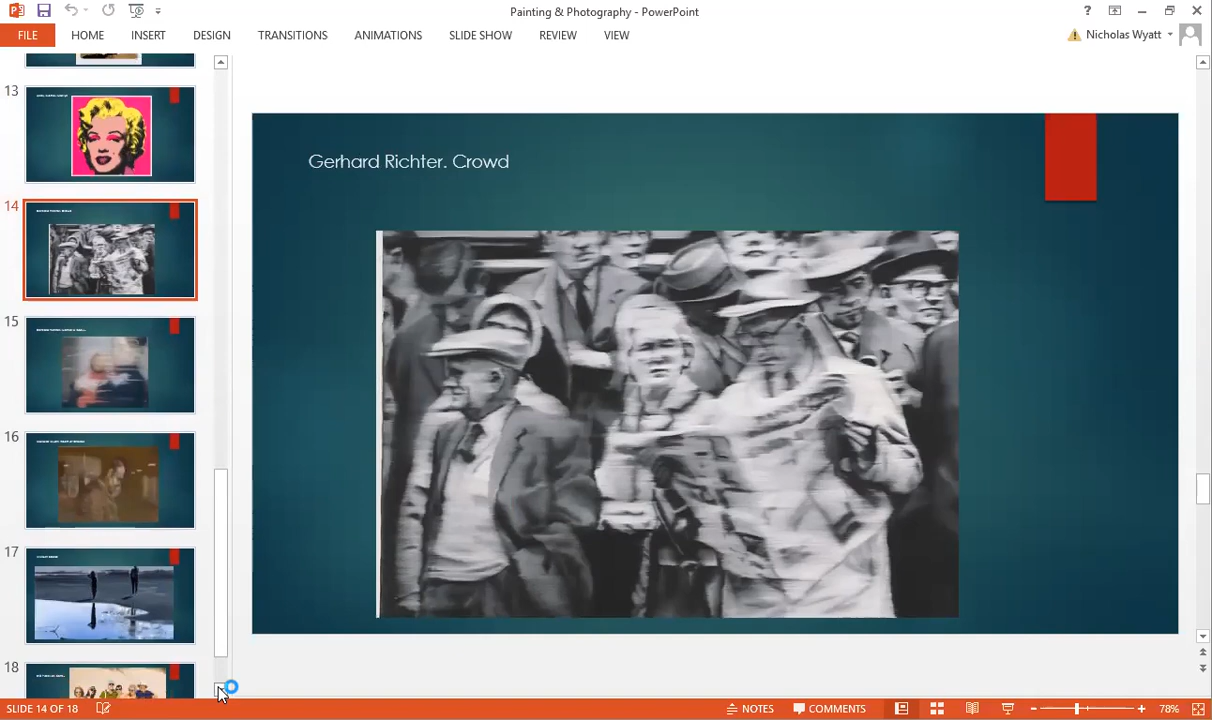 Painting & Photography - PowerPoint
?
FILE HOME INSERT DESIGN TRANSITIONS ANIMATIONS SLIDE SHOW REVIEW VIEW
Nicholas Wyatt
13
14
15
16
17
18
Gerhard Richter. Crowd
SLIDE 14 OF 18
NOTES COMMENTS 78%